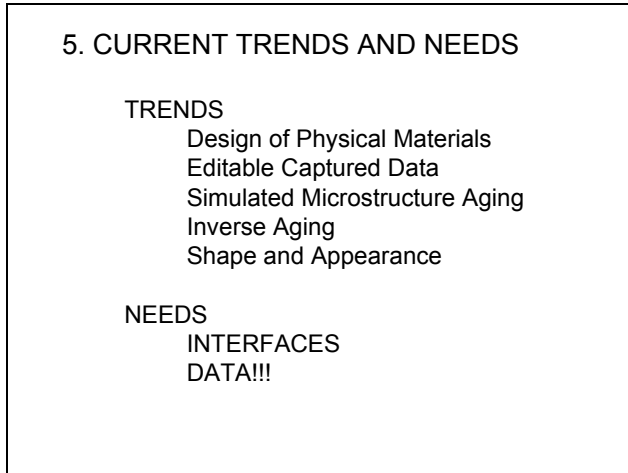 5. CURRENT TRENDS AND NEEDS
TRENDS
Design of Physical Materials
Editable Captured Data
Simulated Microstructure Aging
Inverse Aging
Shape and Appearance
NEEDS
INTERFACES
DATA!!!